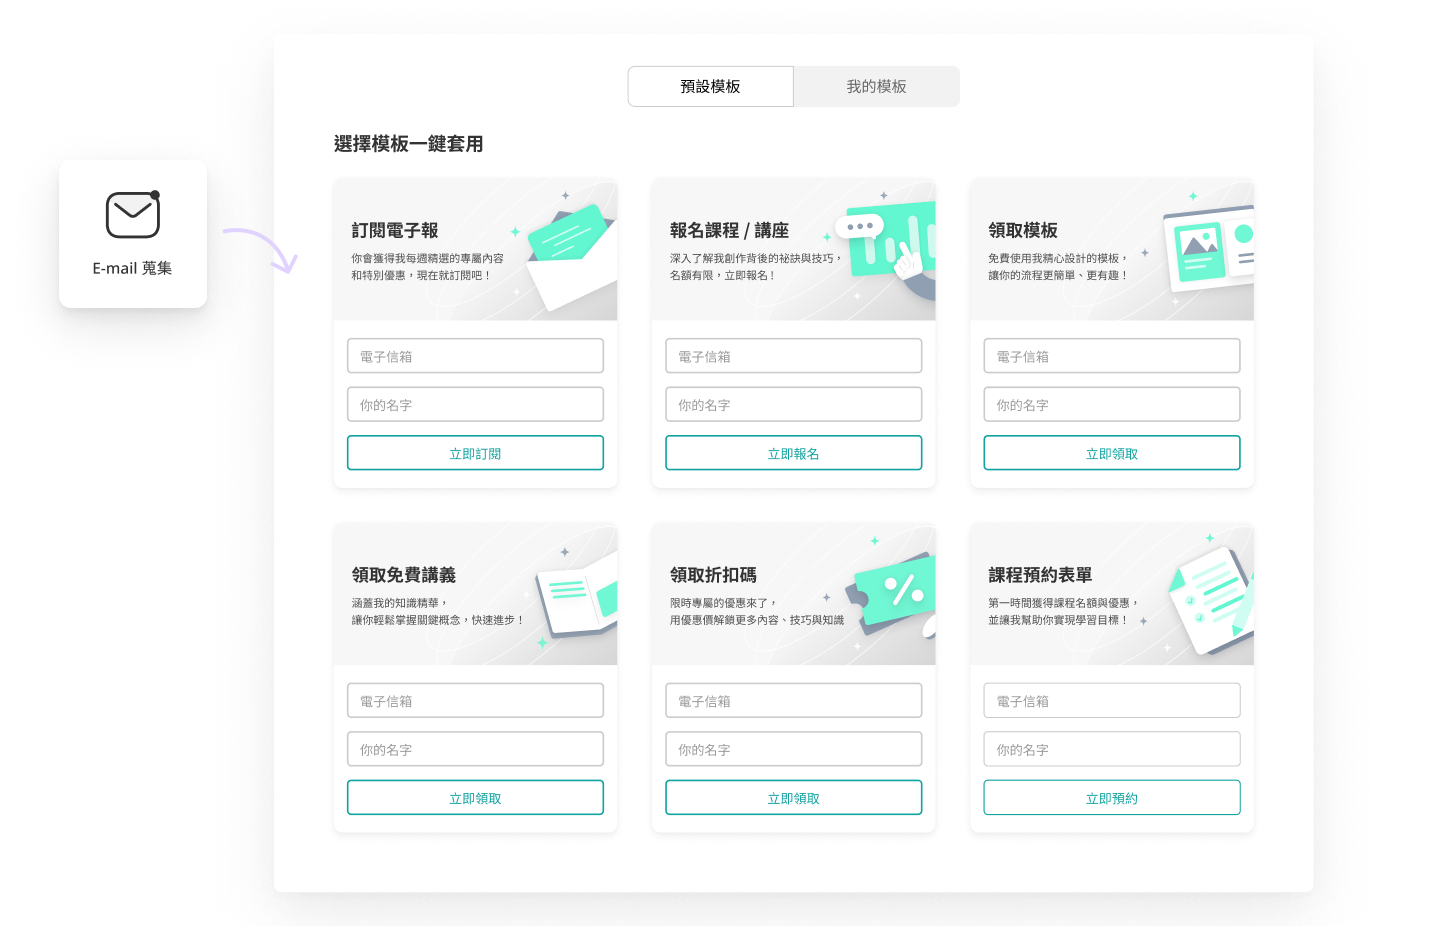 預設模板
我的模板
選擇模板一鍵套用
E-mail 蒐集
訂閱電子報
你會獲得我每週精選的專屬內容
和特別優惠，現在就訂閱吧！
電子信箱
你的名字
立即訂閱
報名課程 / 講座
深入了解我創作背後的祕訣與技巧，
名額有限，立即報名！
電子信箱
你的名字
立即報名
領取模板
免費使用我精心設計的模板，
讓你的流程更簡單、更有趣！
電子信箱
你的名字
立即領取
領取免費講義
涵蓋我的知識精華，
讓你輕鬆掌握關鍵概念，快速進步！
電子信箱
你的名字
立即領取
領取折扣碼
限時專屬的優惠來了，
用優惠價解鎖更多內容、技巧與知識
%
電子信箱
你的名字
立即領取
課程預約表單
第一時間獲得課程名額與優惠，
並讓我幫助你實現學習目標！
電子信箱
你的名字
立即預約